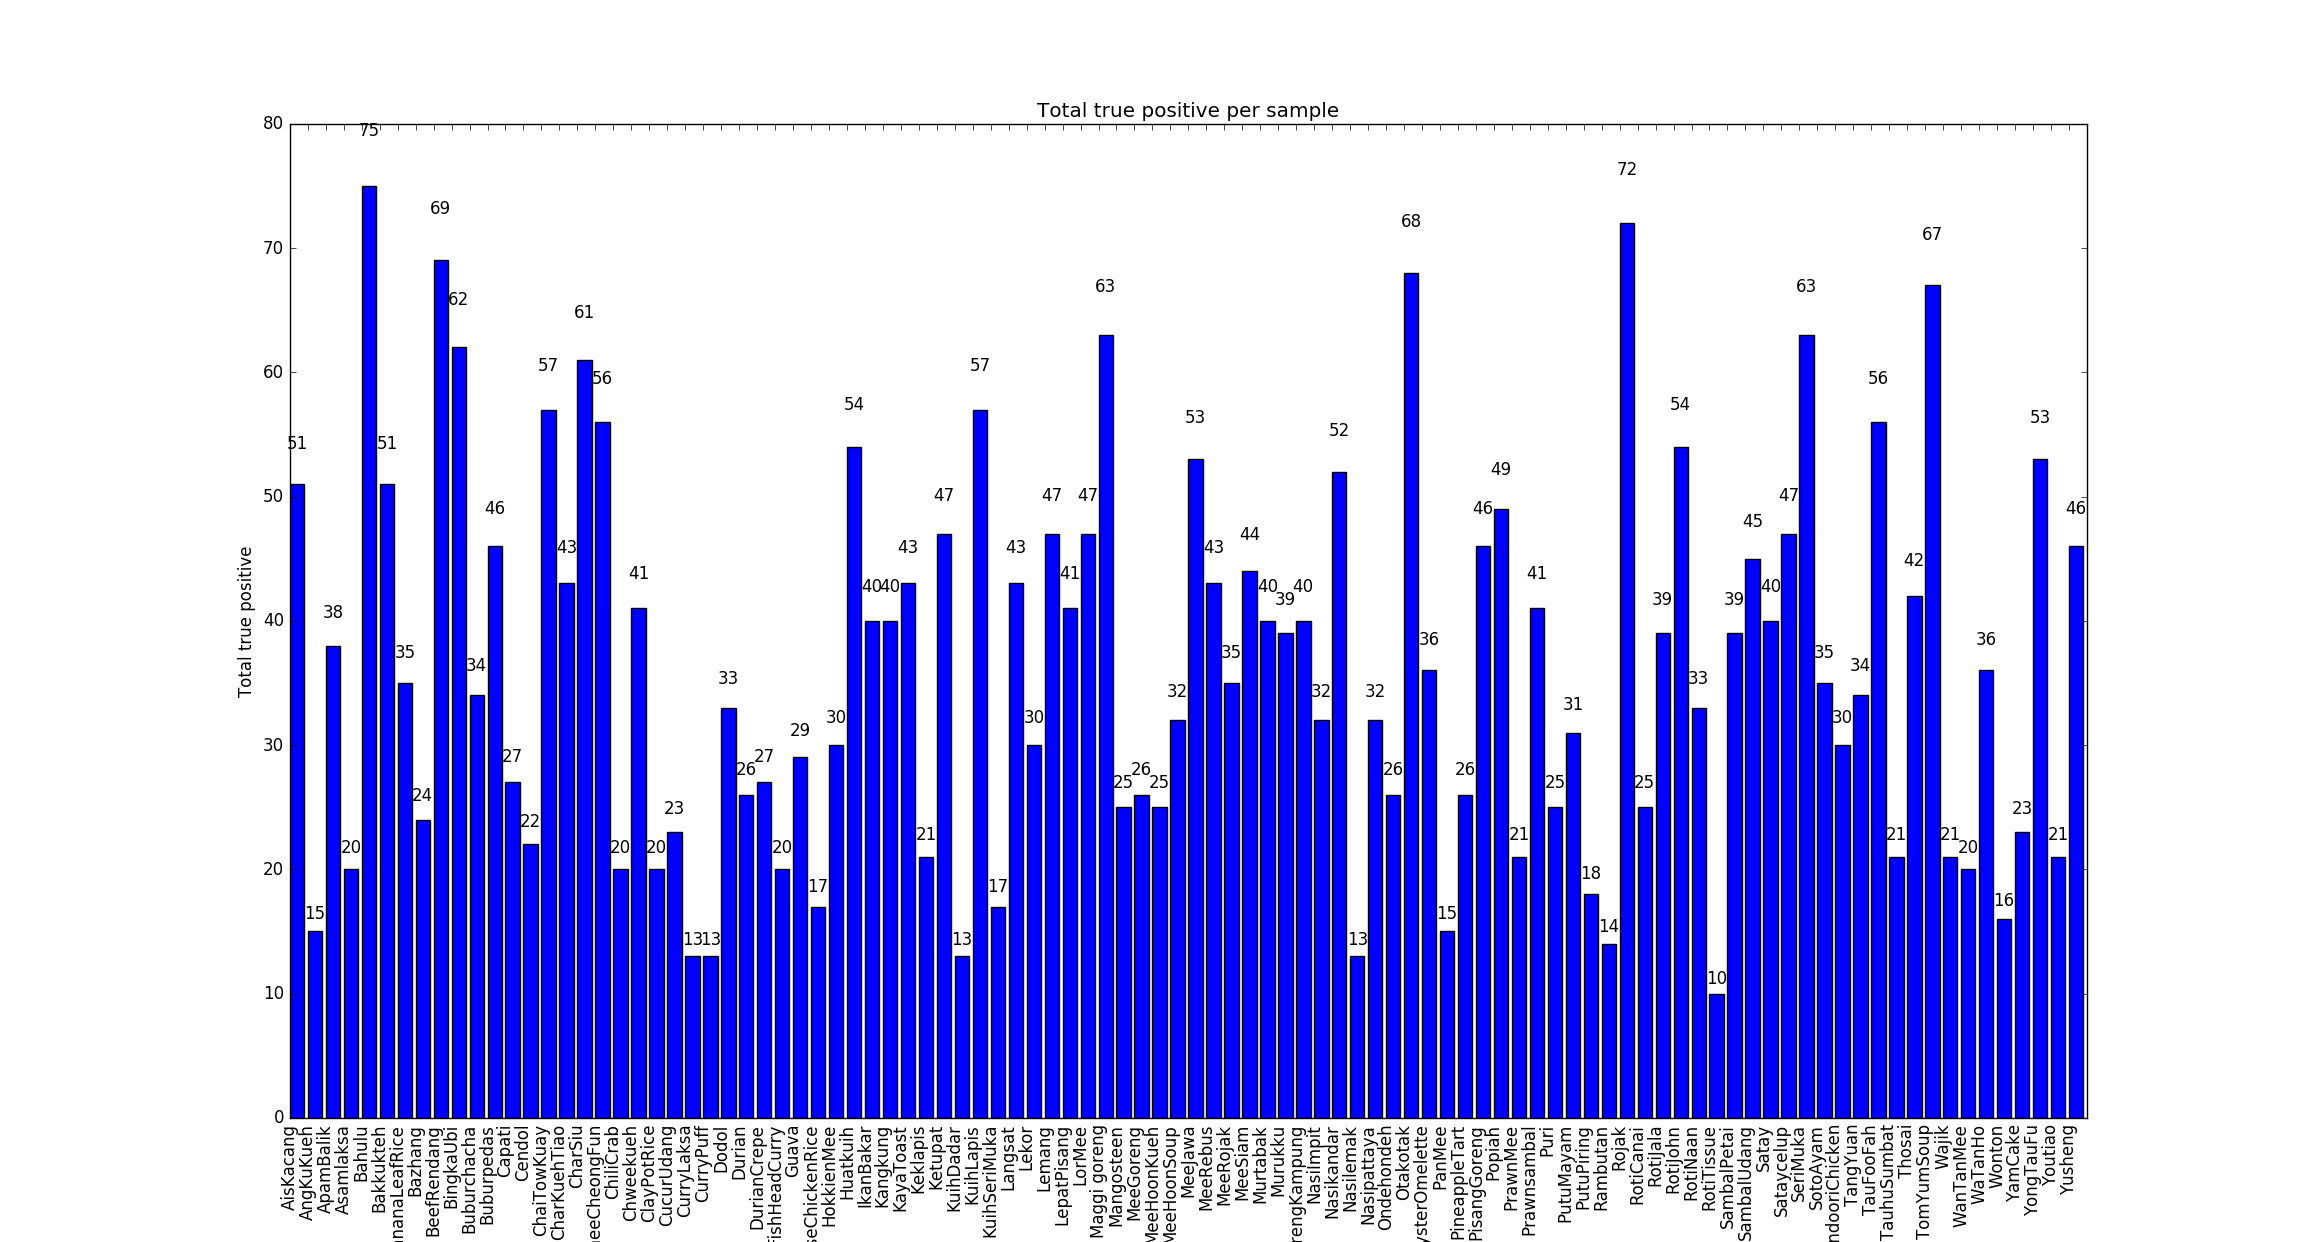 Total true positive per sample
80
70
60
50
40
30
20
10
0
Total true positive
51
15
38
20
75
51
35
24
69
62
34
46
27
22
57
43
61
56
20
41
20
23
13
13
33
26
27
20
29
17
30
54
40
40
43
21
47
13
57
17
43
30
47
41
47
63
25
26
25
32
53
43
35
44
40
39
40
32
52
13
32
26
68
36
15
26
46
49
21
41
25
31
18
14
72
25
39
54
33
10
39
45
40
47
63
35
30
34
56
21
42
67
21
20
36
16
23
53
21
46
AisKacang
AngKuKueh
ApamBalik
Asamlaksa
Bahulu
Bakkukteh
nanaLeafRice
Bazhang
BeefRendang
BingkaUbi
Buburchacha
Buburpedas
Capati
Cendol
ChaiTowKuay
CharKuehTiao
CharSiu
neeCheongFun
ChiliCrab
Chweekueh
ClayPotRice
CucurUdang
CurryLaksa
CurryPuff
Dodol
Durian
DurianCrepe
FishHeadCurry
Guava
seChickenRice
HokkienMee
Huatkuih
IkanBakar
Kangkung
KayaToast
Keklapis
Ketupat
KuihDadar
KuihLapis
KuihSeriMuka
Langsat
Lekor
Lemang
LepatPisang
LorMee
Maggi goreng
Mangosteen
MeeGoreng
MeeHoonKueh
MeeHoonSoup
MeeJawa
MeeRebus
MeeRojak
MeeSiam
Murtabak
Murukku
rengKampung
NasiImpit
Nasikandar
Nasilemak
Nasipattaya
Ondehondeh
Otakotak
ysterOmelette
PanMee
PineappleTart
PisangGoreng
Popiah
PrawnMee
Prawnsambal
Puri
PutuMayam
PutuPiring
Rambutan
Rojak
RotiCanai
RotiJala
RotiJohn
RotiNaan
RotiTissue
SambalPetai
SambalUdang
Satay
Sataycelup
SeriMuka
SotoAyam
ndooriChicken
TangYuan
TauFooFah
TauhuSumbat
Thosai
TomYumSoup
Wajik
WanTanMee
WaTanHo
Wonton
YamCake
YongTauFu
Youtiao
Yusheng